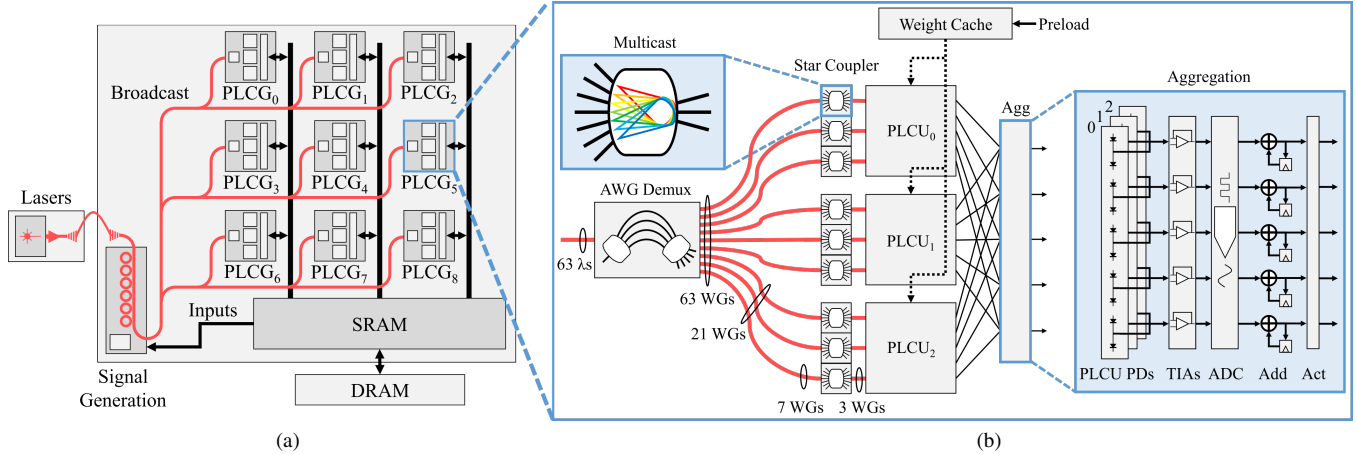 Broadcast
PLCG0
PLCG1
PLCG2
PLCG3
PLCG4
PLCG5
Lasers
PLCG6
PLCG7
PLCG8
Inputs
SRAM
Signal
Generation
DRAM
(a)
Weight Cache
Preload
Multicast
Star Coupler
Aggregation
Agg
PLCU0
AWG Demux
63 λs
63 WGs
21 WGs
PLCU1
PLCU2
7 WGs
3 WGs
0
1
2
PLCU PDs
TIAs
ADC
Add
Act
(b)